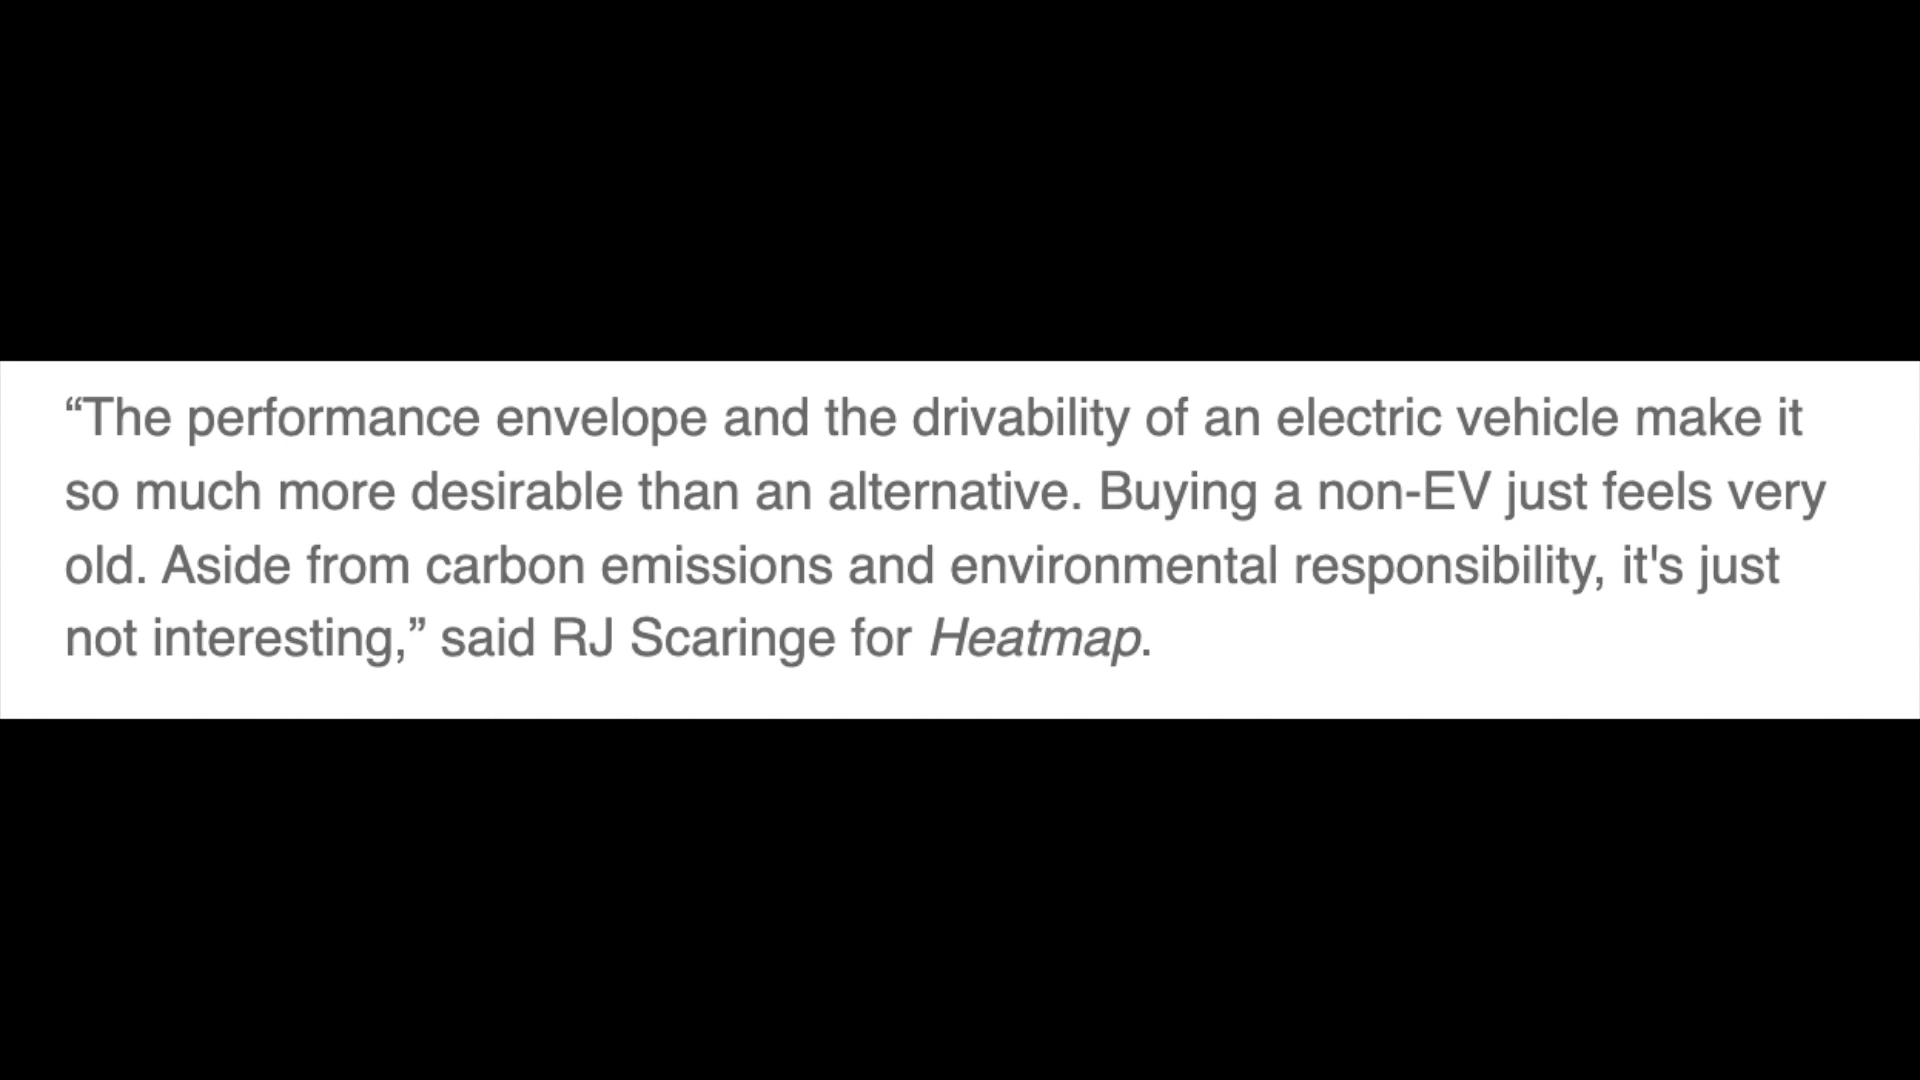 “The performance envelope and the drivability of an electric vehicle make it
so much more desirable than an alternative. Buying a non-EV just feels very
old. Aside from carbon emissions and environmental responsibility, it's just
not interesting,” said RJ Scaringe for Heatmap.